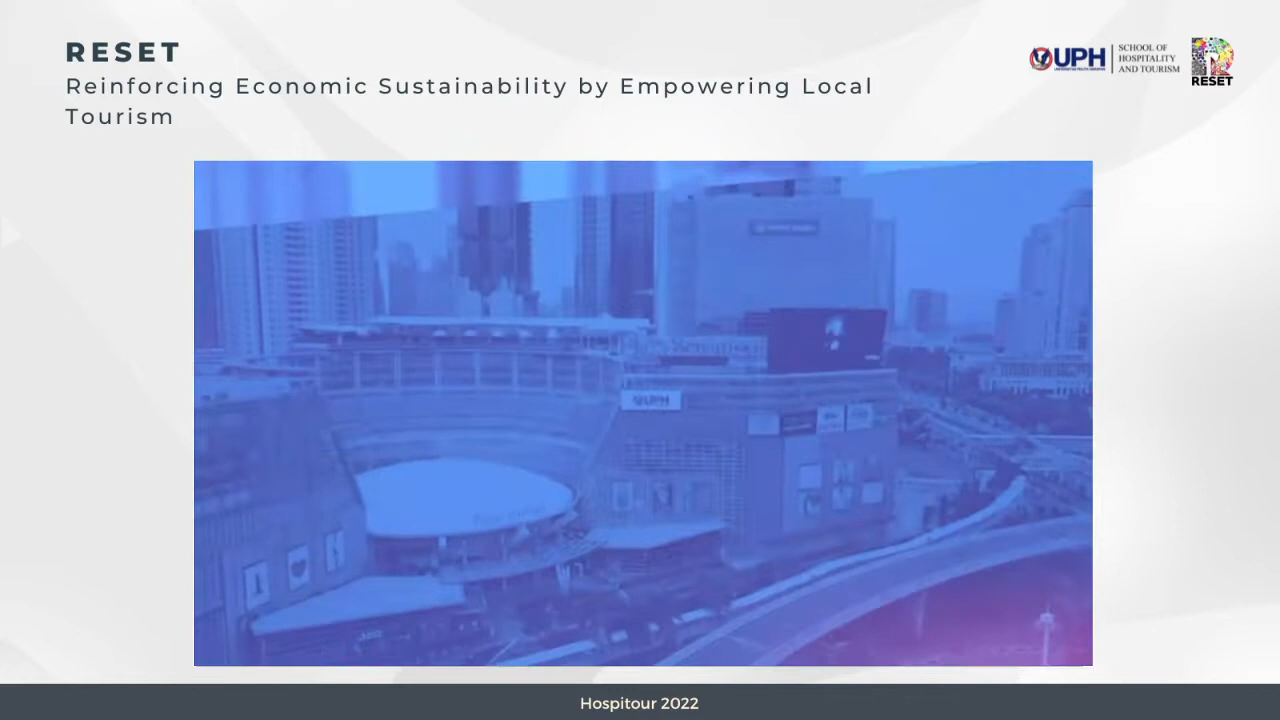 RESET
Reinforcing Economic Sustainability by Empowering Local
Tourism
UPH
SCHOOL OF
HOSPITALITY
AND TOURISM
RESET
UPH
Hospitour 2022